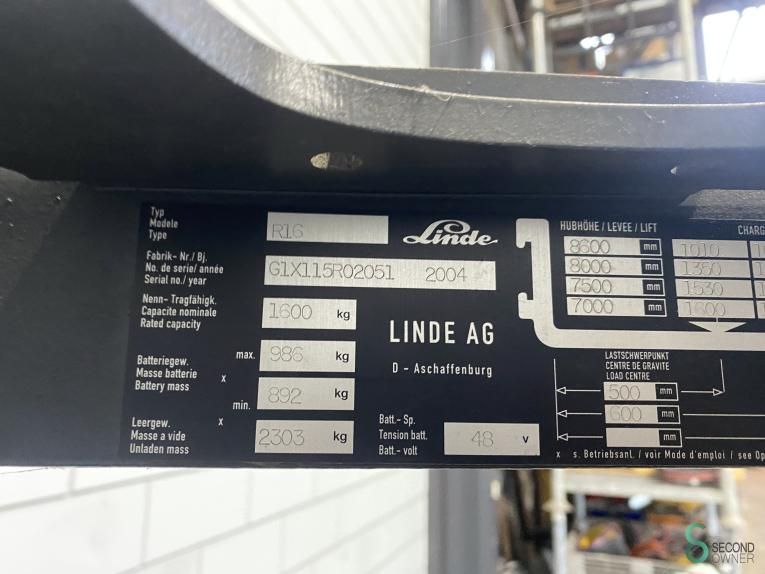 Typ
Modele
Type
R16
Linde
Fabrik- Nr./ Bj.
No. de serie/ année
Serial no./ year
G1X115R02051 2004
Nenn- Tragfähigk.
Capacite nominale
Rated capacity
1600 kg
LINDE AG
D - Aschaffenburg
Batteriegew.
Masse batterie
Battery mass
x
max. 986 kg
min. 892 kg
Leergew.
Masse a vide
Unladen mass
x
2303 kg
Batt.- Sp.
Tension batt.
Batt.- volt
48 V
HUBHÖHE / LEVEE / LIFT
CHARG
8600 mm 1010
8000 mm 1350
7500 mm 1530
7000 mm 1600
LASTSCHWERPUNKT
CENTRE DE GRAVITE
LOAD CENTRE
500 mm
600 mm
mm
x s. Betriebsanl. / voir Mode d'emploi / see Op
SECOND
OWNER